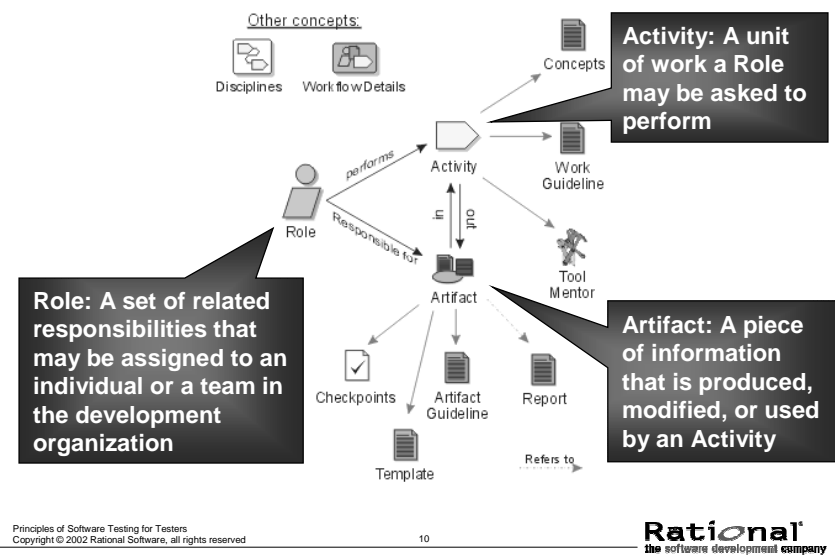 Other concepts:
Disciplines
Workflow Details
Concepts
Activity: A unit
of work a Role
may be asked to
perform
performs
Activity
Work
Guideline
Role
Responsible for
in
out
Tool
Mentor
Artifact
Role: A set of related
responsibilities that
may be assigned to an
individual or a team in
the development
organization
Artifact: A piece
of information
that is produced,
modified, or used
by an Activity
Checkpoints
Artifact
Guideline
Report
Template
Refers to
Principles of Software Testing for Testers
Copyright © 2002 Rational Software, all rights reserved
10
Rational
the software development company